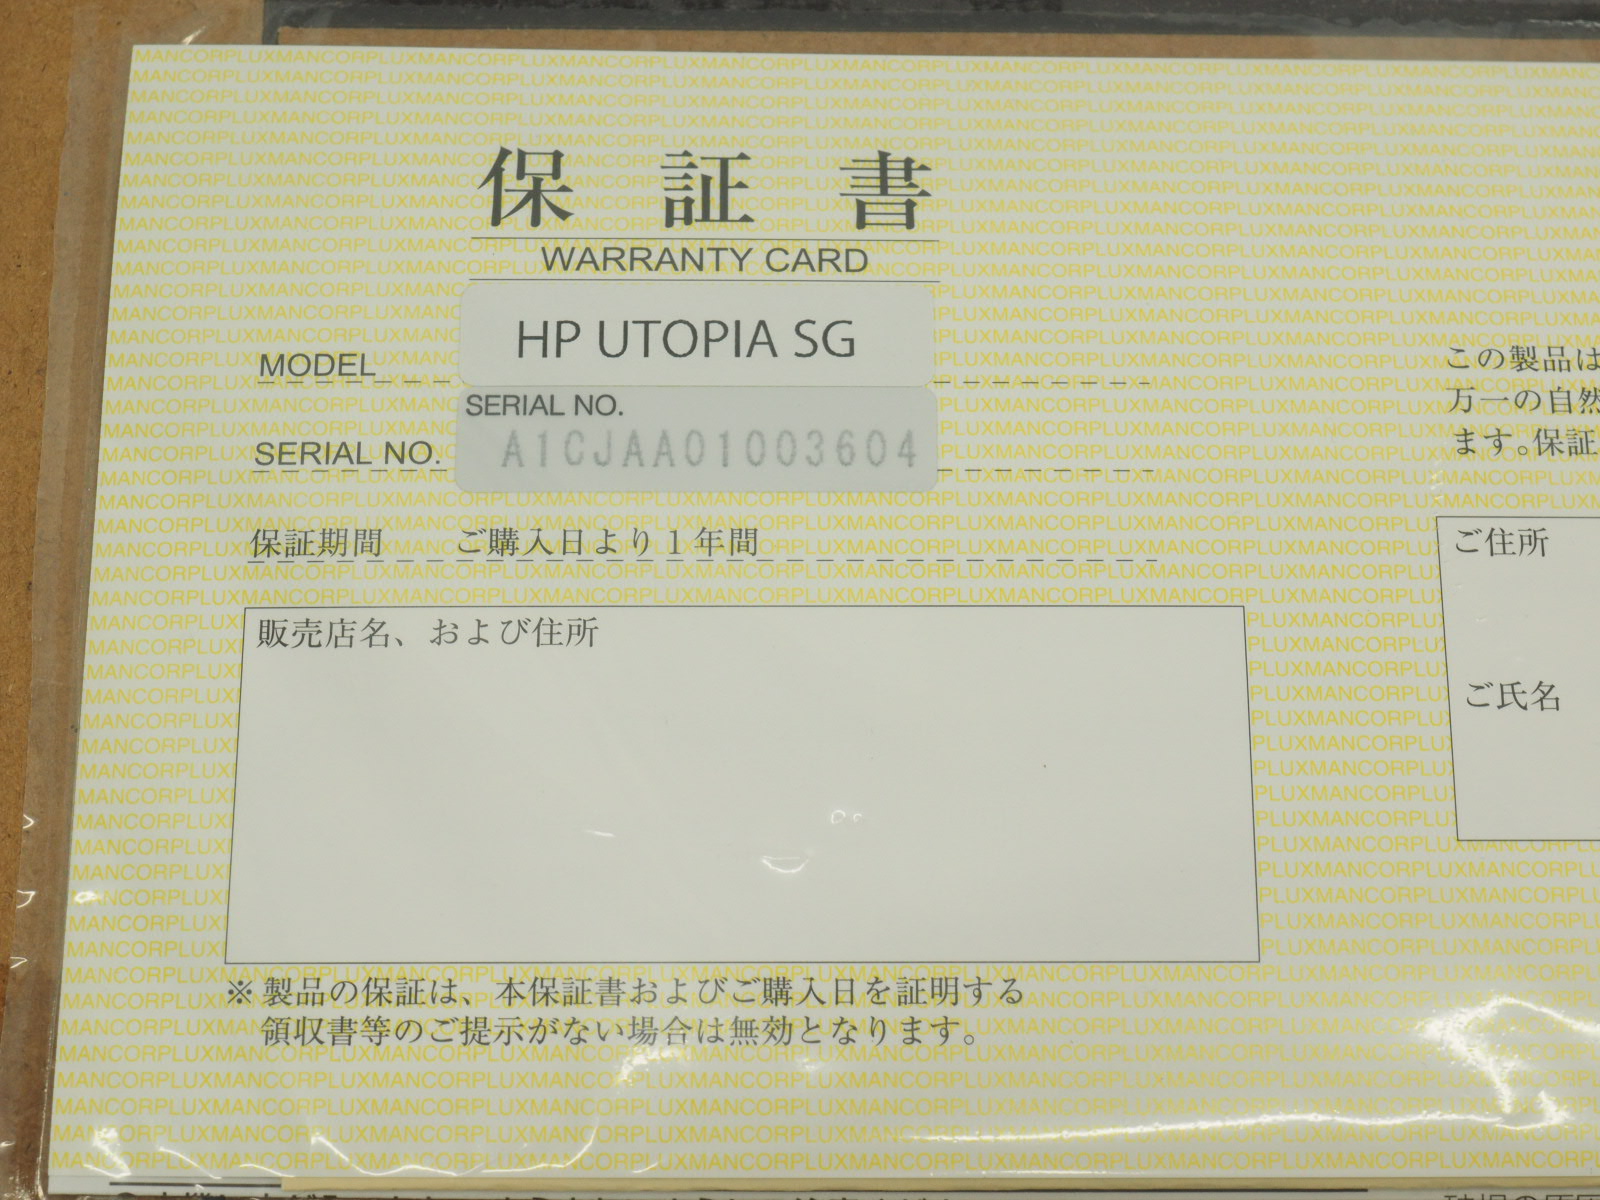 保証書
WARRANTY CARD
MODEL HP UTOPIA SG
SERIAL NO. SERIAL NO. A1CJAA01003604
保証期間 ご購入日より1年間
販売店名、および住所
※製品の保証は、本保証書およびご購入日を証明する
領収書等のご提示がない場合は無効となります。
この製品は
万一の自然
ます。保証
ご住所
ご氏名